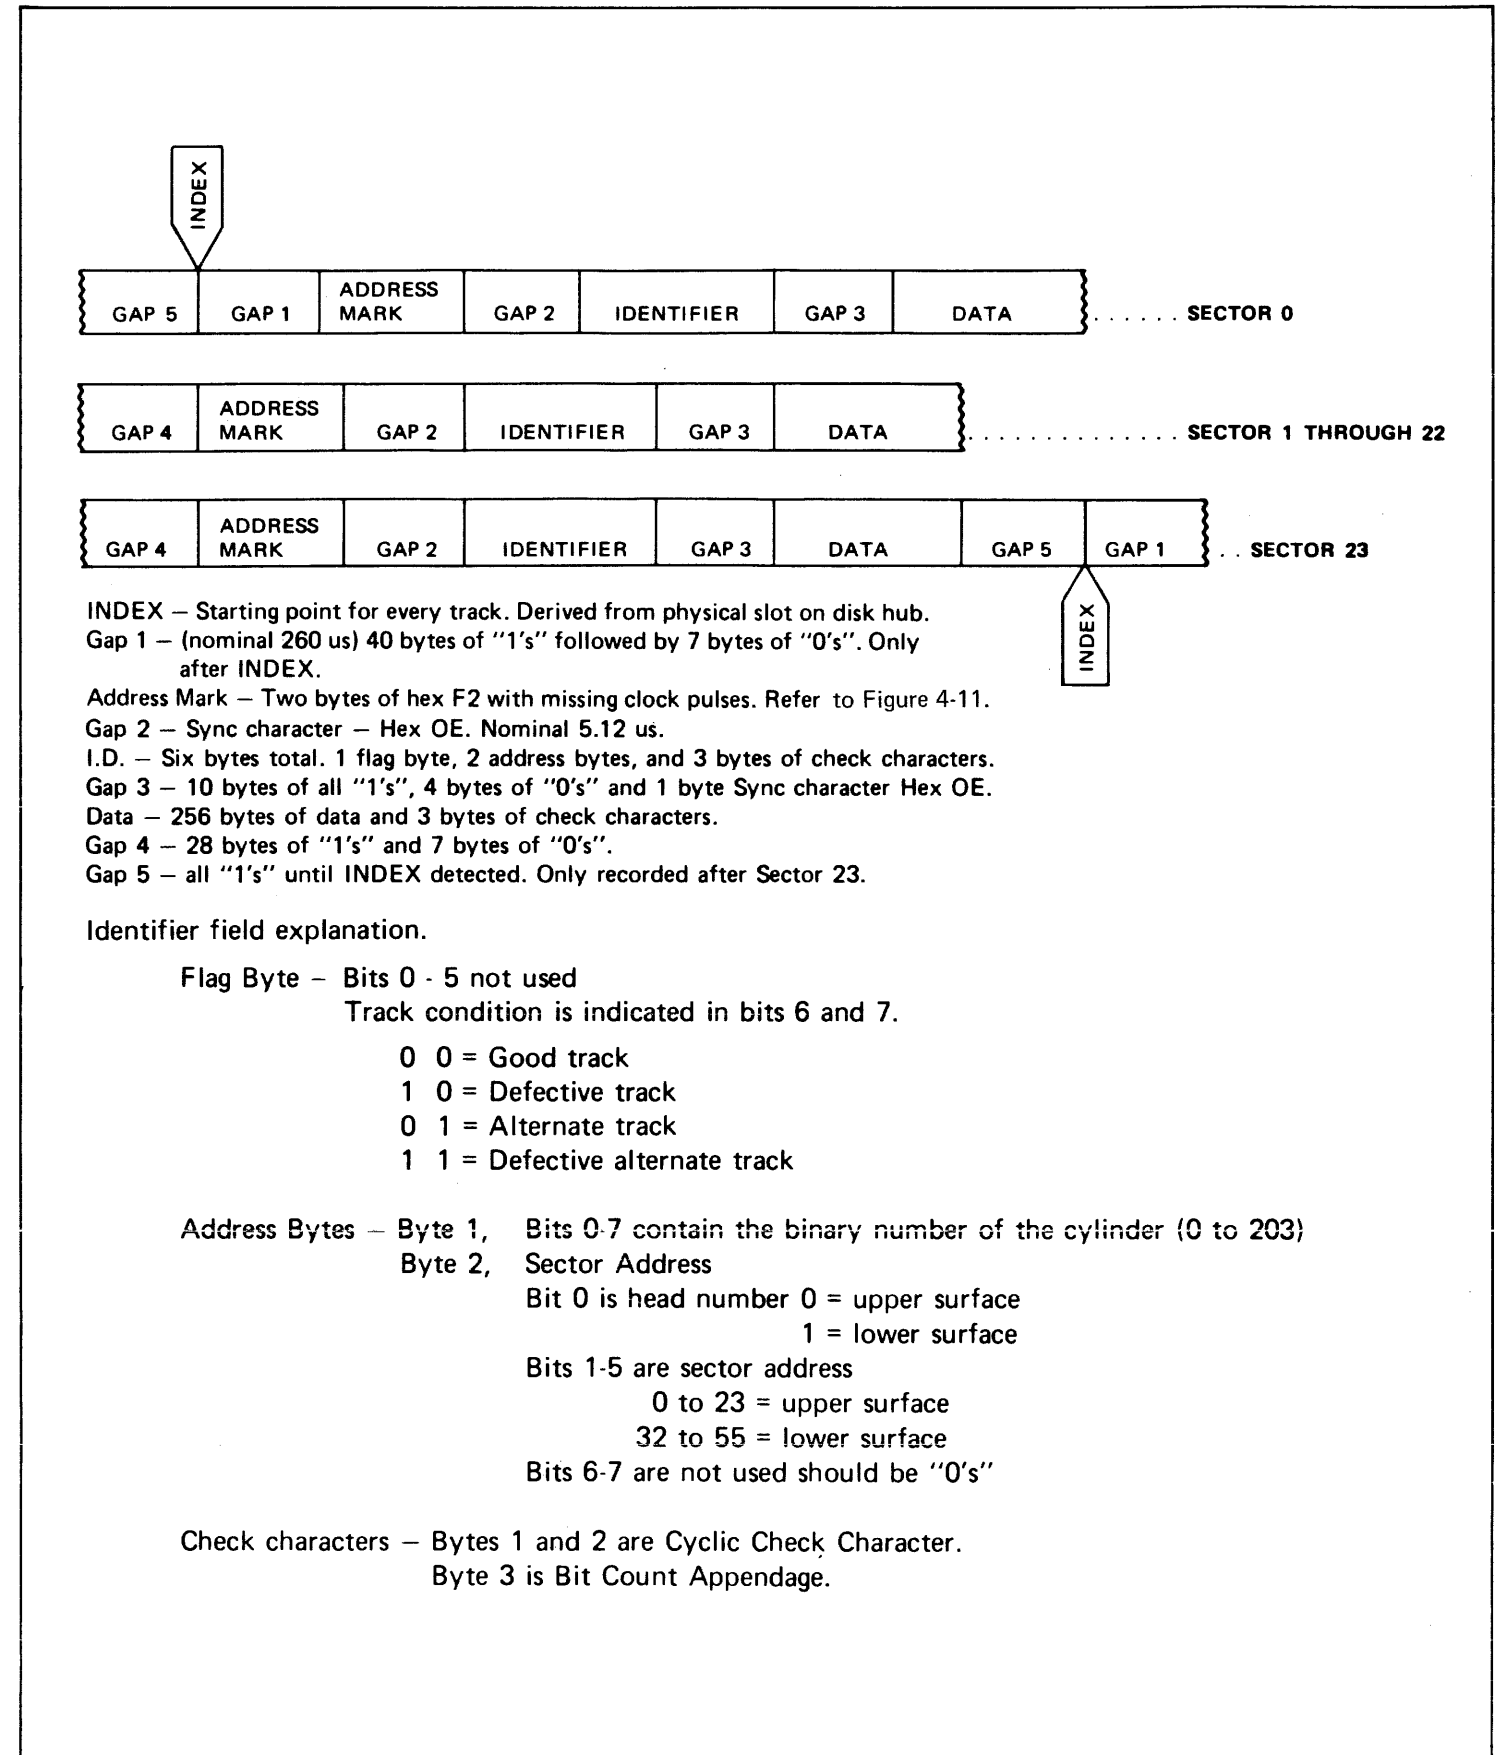 INDEX
GAP 5 GAP 1 ADDRESS MARK GAP 2 IDENTIFIER GAP 3 DATA . . . . . . SECTOR 0
GAP 4 ADDRESS MARK GAP 2 IDENTIFIER GAP 3 DATA . . . . . . . . . . . . . . SECTOR 1 THROUGH 22
GAP 4 ADDRESS MARK GAP 2 IDENTIFIER GAP 3 DATA GAP 5 GAP 1 . . SECTOR 23
INDEX
INDEX — Starting point for every track. Derived from physical slot on disk hub.
Gap 1 — (nominal 260 us) 40 bytes of "1's" followed by 7 bytes of "0's". Only
after INDEX.
Address Mark — Two bytes of hex F2 with missing clock pulses. Refer to Figure 4-11.
Gap 2 — Sync character — Hex OE. Nominal 5.12 us.
I.D. — Six bytes total. 1 flag byte, 2 address bytes, and 3 bytes of check characters.
Gap 3 — 10 bytes of all "1's", 4 bytes of "0's" and 1 byte Sync character Hex OE.
Data — 256 bytes of data and 3 bytes of check characters.
Gap 4 — 28 bytes of "1's" and 7 bytes of "0's".
Gap 5 — all "1's" until INDEX detected. Only recorded after Sector 23.
Identifier field explanation.
Flag Byte — Bits 0 - 5 not used
Track condition is indicated in bits 6 and 7.
0 0 = Good track
1 0 = Defective track
0 1 = Alternate track
1 1 = Defective alternate track
Address Bytes — Byte 1, Bits 0-7 contain the binary number of the cylinder (0 to 203)
Byte 2, Sector Address
Bit 0 is head number 0 = upper surface
1 = lower surface
Bits 1-5 are sector address
0 to 23 = upper surface
32 to 55 = lower surface
Bits 6-7 are not used should be "0's"
Check characters — Bytes 1 and 2 are Cyclic Check Character.
Byte 3 is Bit Count Appendage.